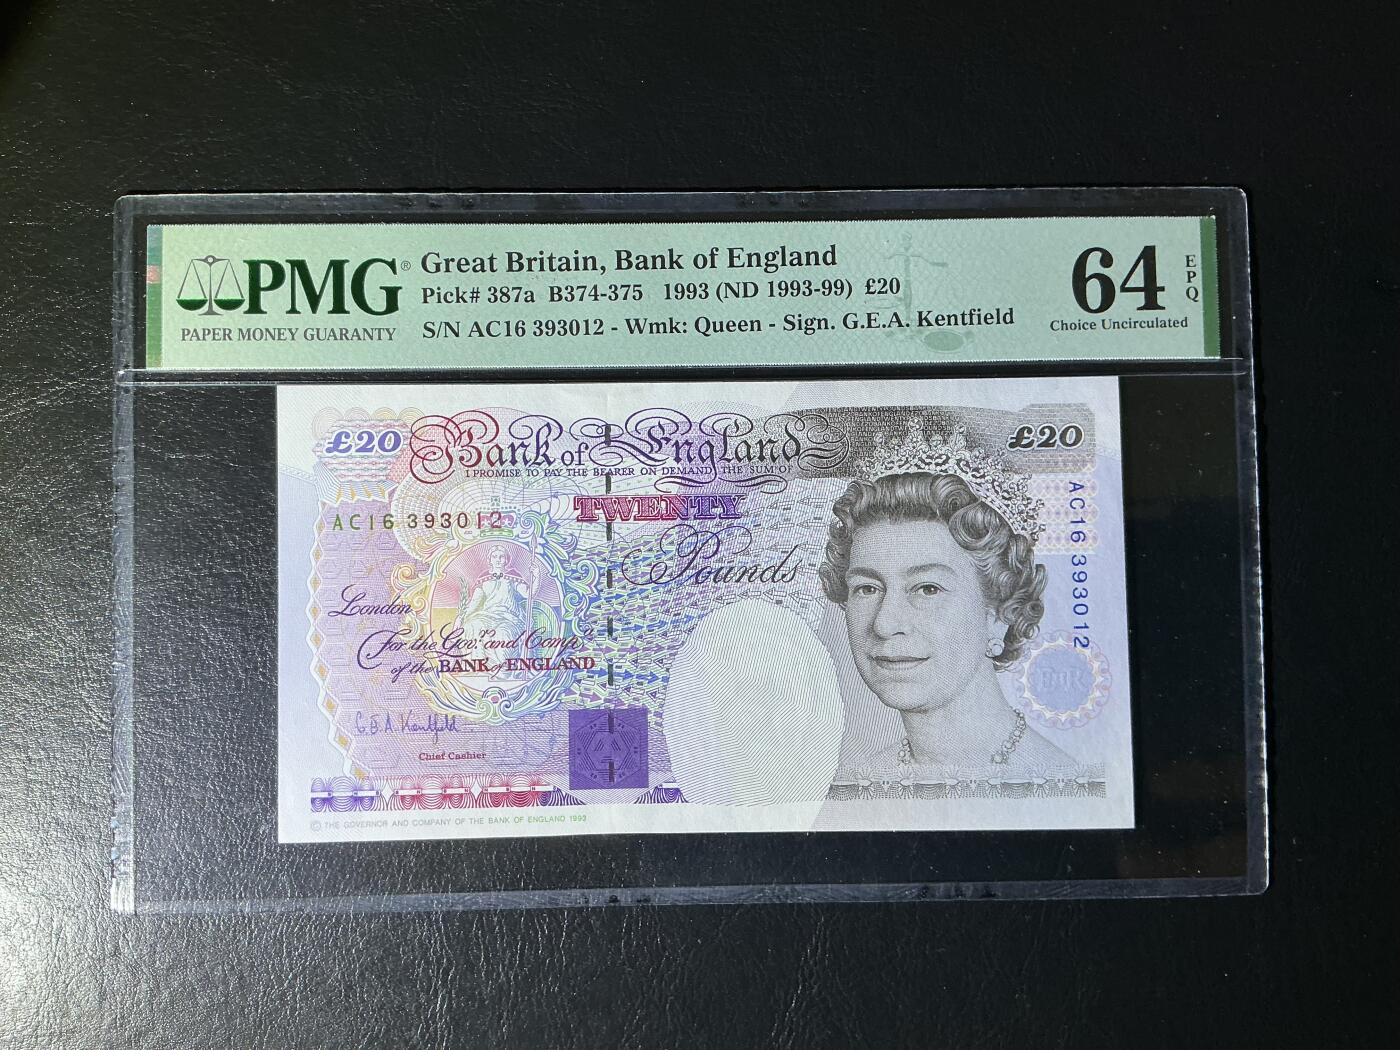 PMG®
PAPER MONEY GUARANTY
Great Britain, Bank of England
Pick# 387a B374-375 1993 (ND 1993-99) £20
S/N AC16 393012 - Wmk: Queen - Sign. G.E.A. Kentfield
64
EPQ
Choice Uncirculated
£20
Bank of England
£20
I PROMISE TO PAY THE BEARER ON DEMAND THE SUM OF
TWENTY
AC16 393012
Pounds
AC16 393012
London
For the Govr. and Compa.
of the BANK of ENGLAND
G E A Kentfield
Chief Cashier
© THE GOVERNOR AND COMPANY OF THE BANK OF ENGLAND 1993